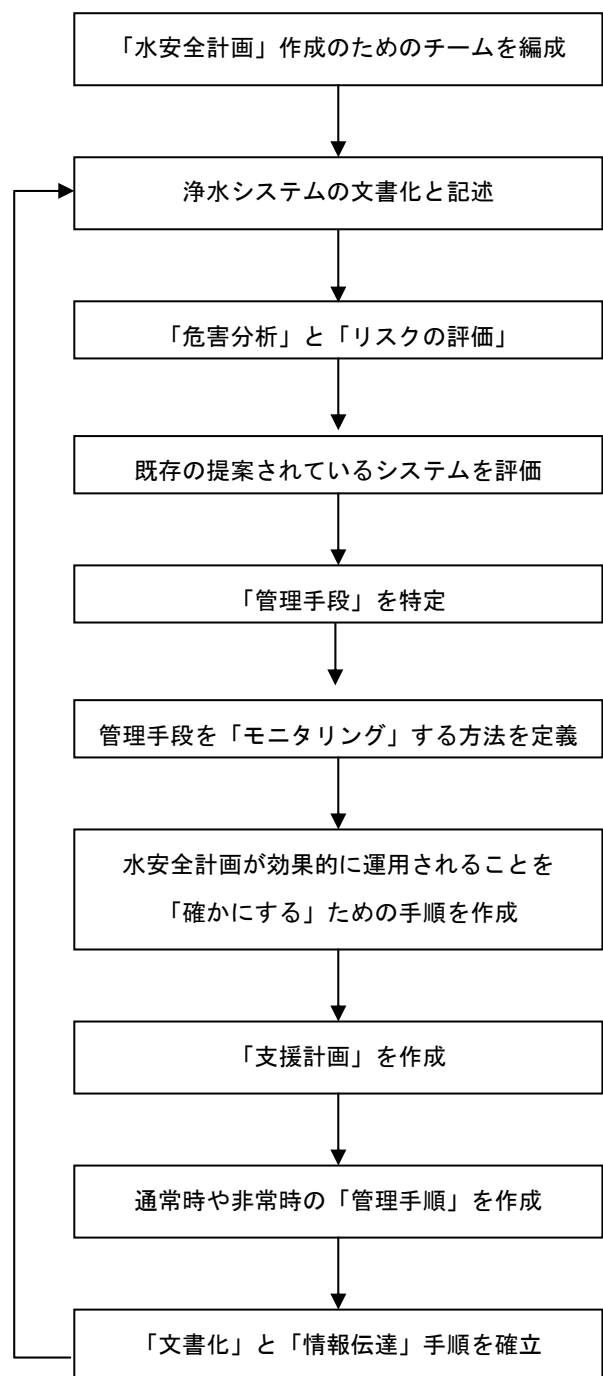 「水安全計画」作成のためのチームを編成
浄水システムの文書化と記述
「危害分析」と「リスクの評価」
既存の提案されているシステムを評価
「管理手段」を特定
管理手段を「モニタリング」する方法を定義
水安全計画が効果的に運用されることを
「確かにする」ための手順を作成
「支援計画」を作成
通常時や非常時の「管理手順」を作成
「文書化」と「情報伝達」手順を確立